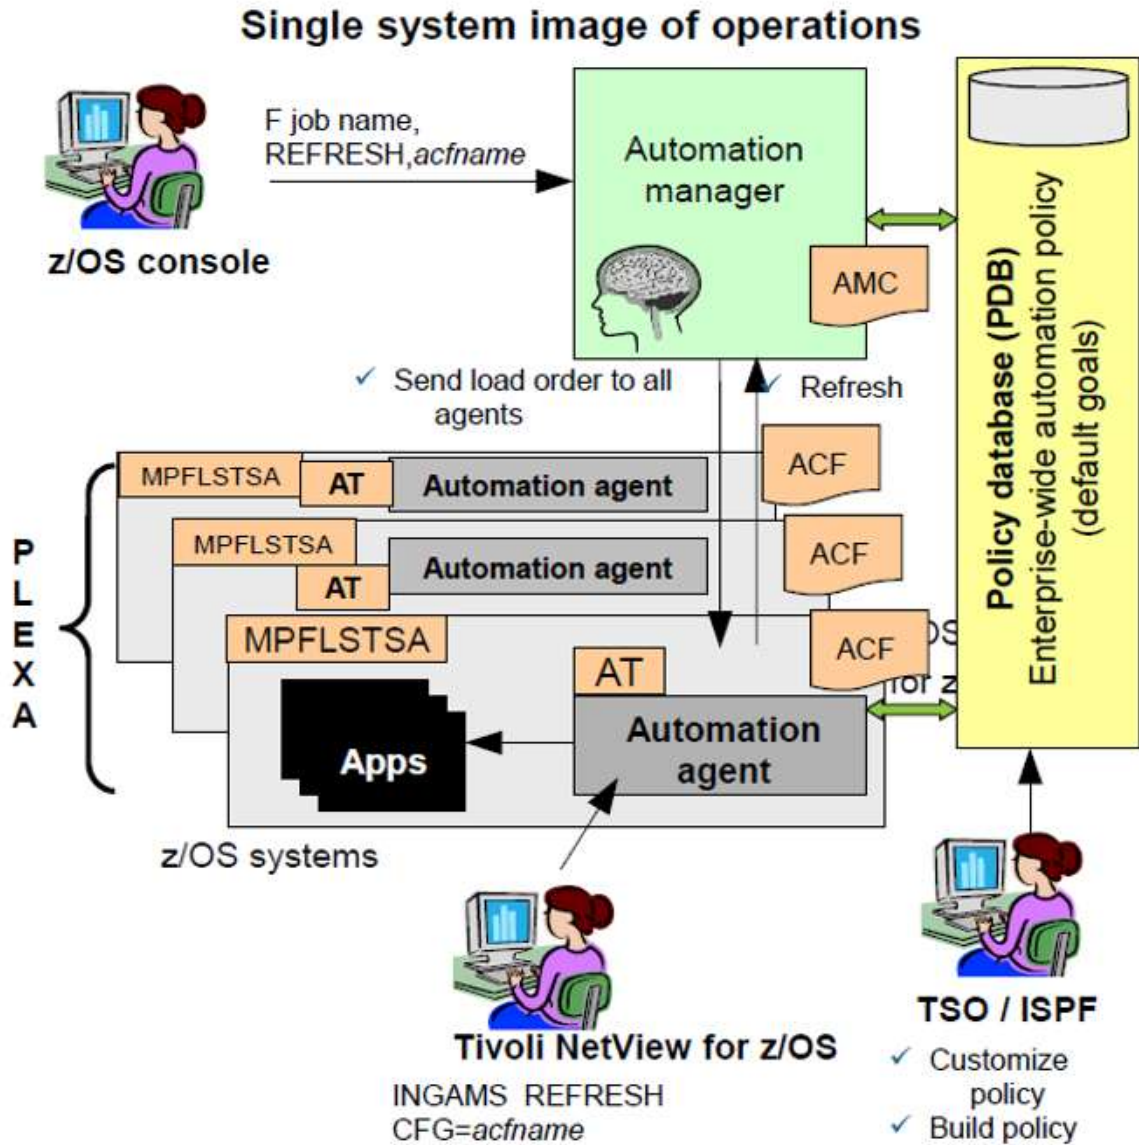 Single system image of operations
F job name,
REFRESH,acfname
z/OS console
Automation
manager
AMC
Policy database (PDB)
Enterprise-wide automation policy
(default goals)
✓ Send load order to all
agents
✓ Refresh
PLEXA
MPFLSTSA
AT
Automation agent
ACF
MPFLSTSA
AT
Automation agent
ACF
MPFLSTSA
AT
Automation
agent
ACF
OS
for z
Apps
z/OS systems
Tivoli NetView for z/OS
INGAMS REFRESH
CFG=acfname
TSO / ISPF
✓ Customize
policy
✓ Build policy